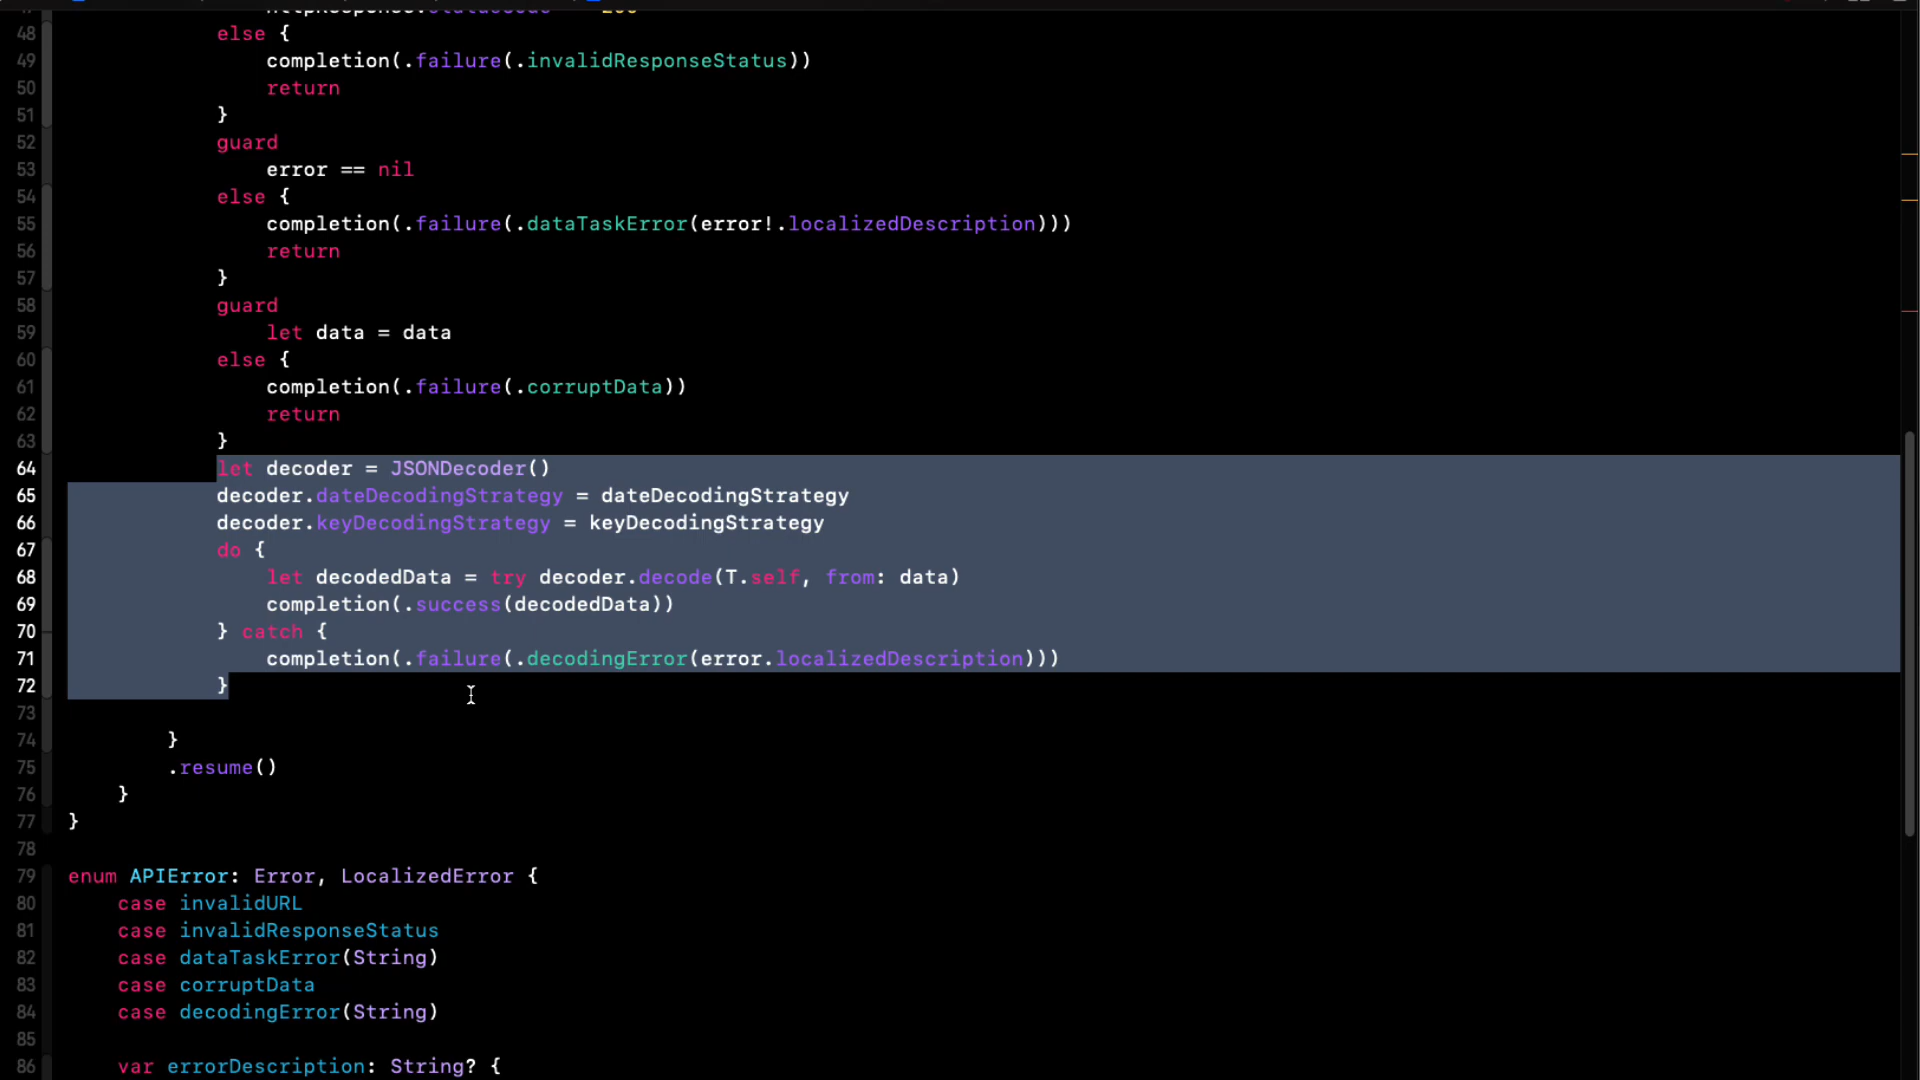 48 else {
49 completion(.failure(.invalidResponseStatus))
50 return
51 }
52 guard
53 error == nil
54 else {
55 completion(.failure(.dataTaskError(error!.localizedDescription)))
56 return
57 }
58 guard
59 let data = data
60 else {
61 completion(.failure(.corruptData))
62 return
63 }
64 let decoder = JSONDecoder()
65 decoder.dateDecodingStrategy = dateDecodingStrategy
66 decoder.keyDecodingStrategy = keyDecodingStrategy
67 do {
68 let decodedData = try decoder.decode(T.self, from: data)
69 completion(.success(decodedData))
70 } catch {
71 completion(.failure(.decodingError(error.localizedDescription)))
72 }
73
74 }
75 .resume()
76 }
77 }
78
79 enum APIError: Error, LocalizedError {
80 case invalidURL
81 case invalidResponseStatus
82 case dataTaskError(String)
83 case corruptData
84 case decodingError(String)
85
86 var errorDescription: String? {